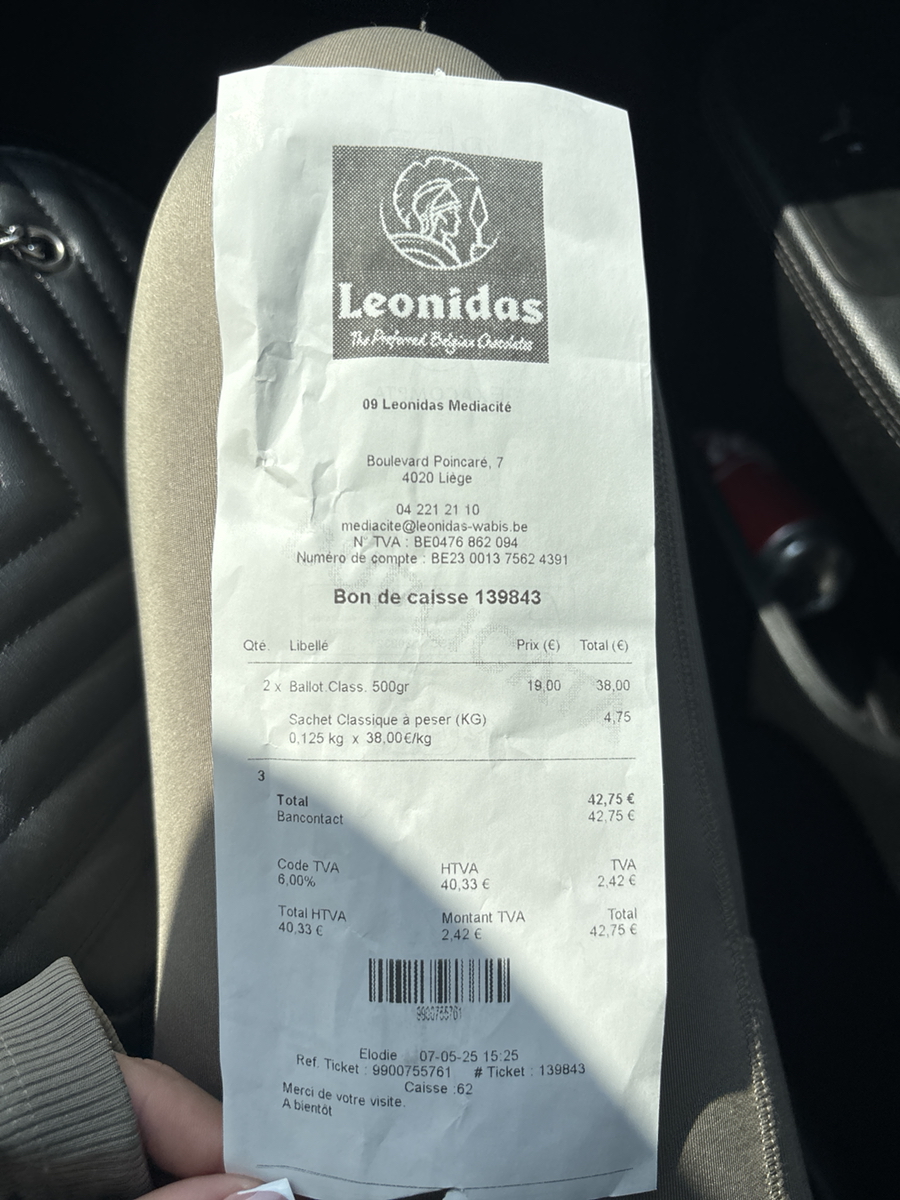 Leonidas
The Preferred Belgian Chocolates
09 Leonidas Mediacité
Boulevard Poincaré, 7
4020 Liège
04 221 21 10
mediacite@leonidas-wabis.be
N° TVA : BE0476 862 094
Numéro de compte : BE23 0013 7562 4391
Bon de caisse 139843
Qté. Libellé Prix (€) Total (€)
2 x Ballot.Class. 500gr 19,00 38,00
Sachet Classique à peser (KG) 4,75
0,125 kg x 38,00€/kg
3
Total 42,75 €
Bancontact 42,75 €
Code TVA HTVA TVA
6,00% 40,33 € 2,42 €
Total HTVA Montant TVA Total
40,33 € 2,42 € 42,75 €
9900755761
Elodie 07-05-25 15:25
Ref. Ticket : 9900755761 # Ticket : 139843
Caisse :62
Merci de votre visite.
A bientôt